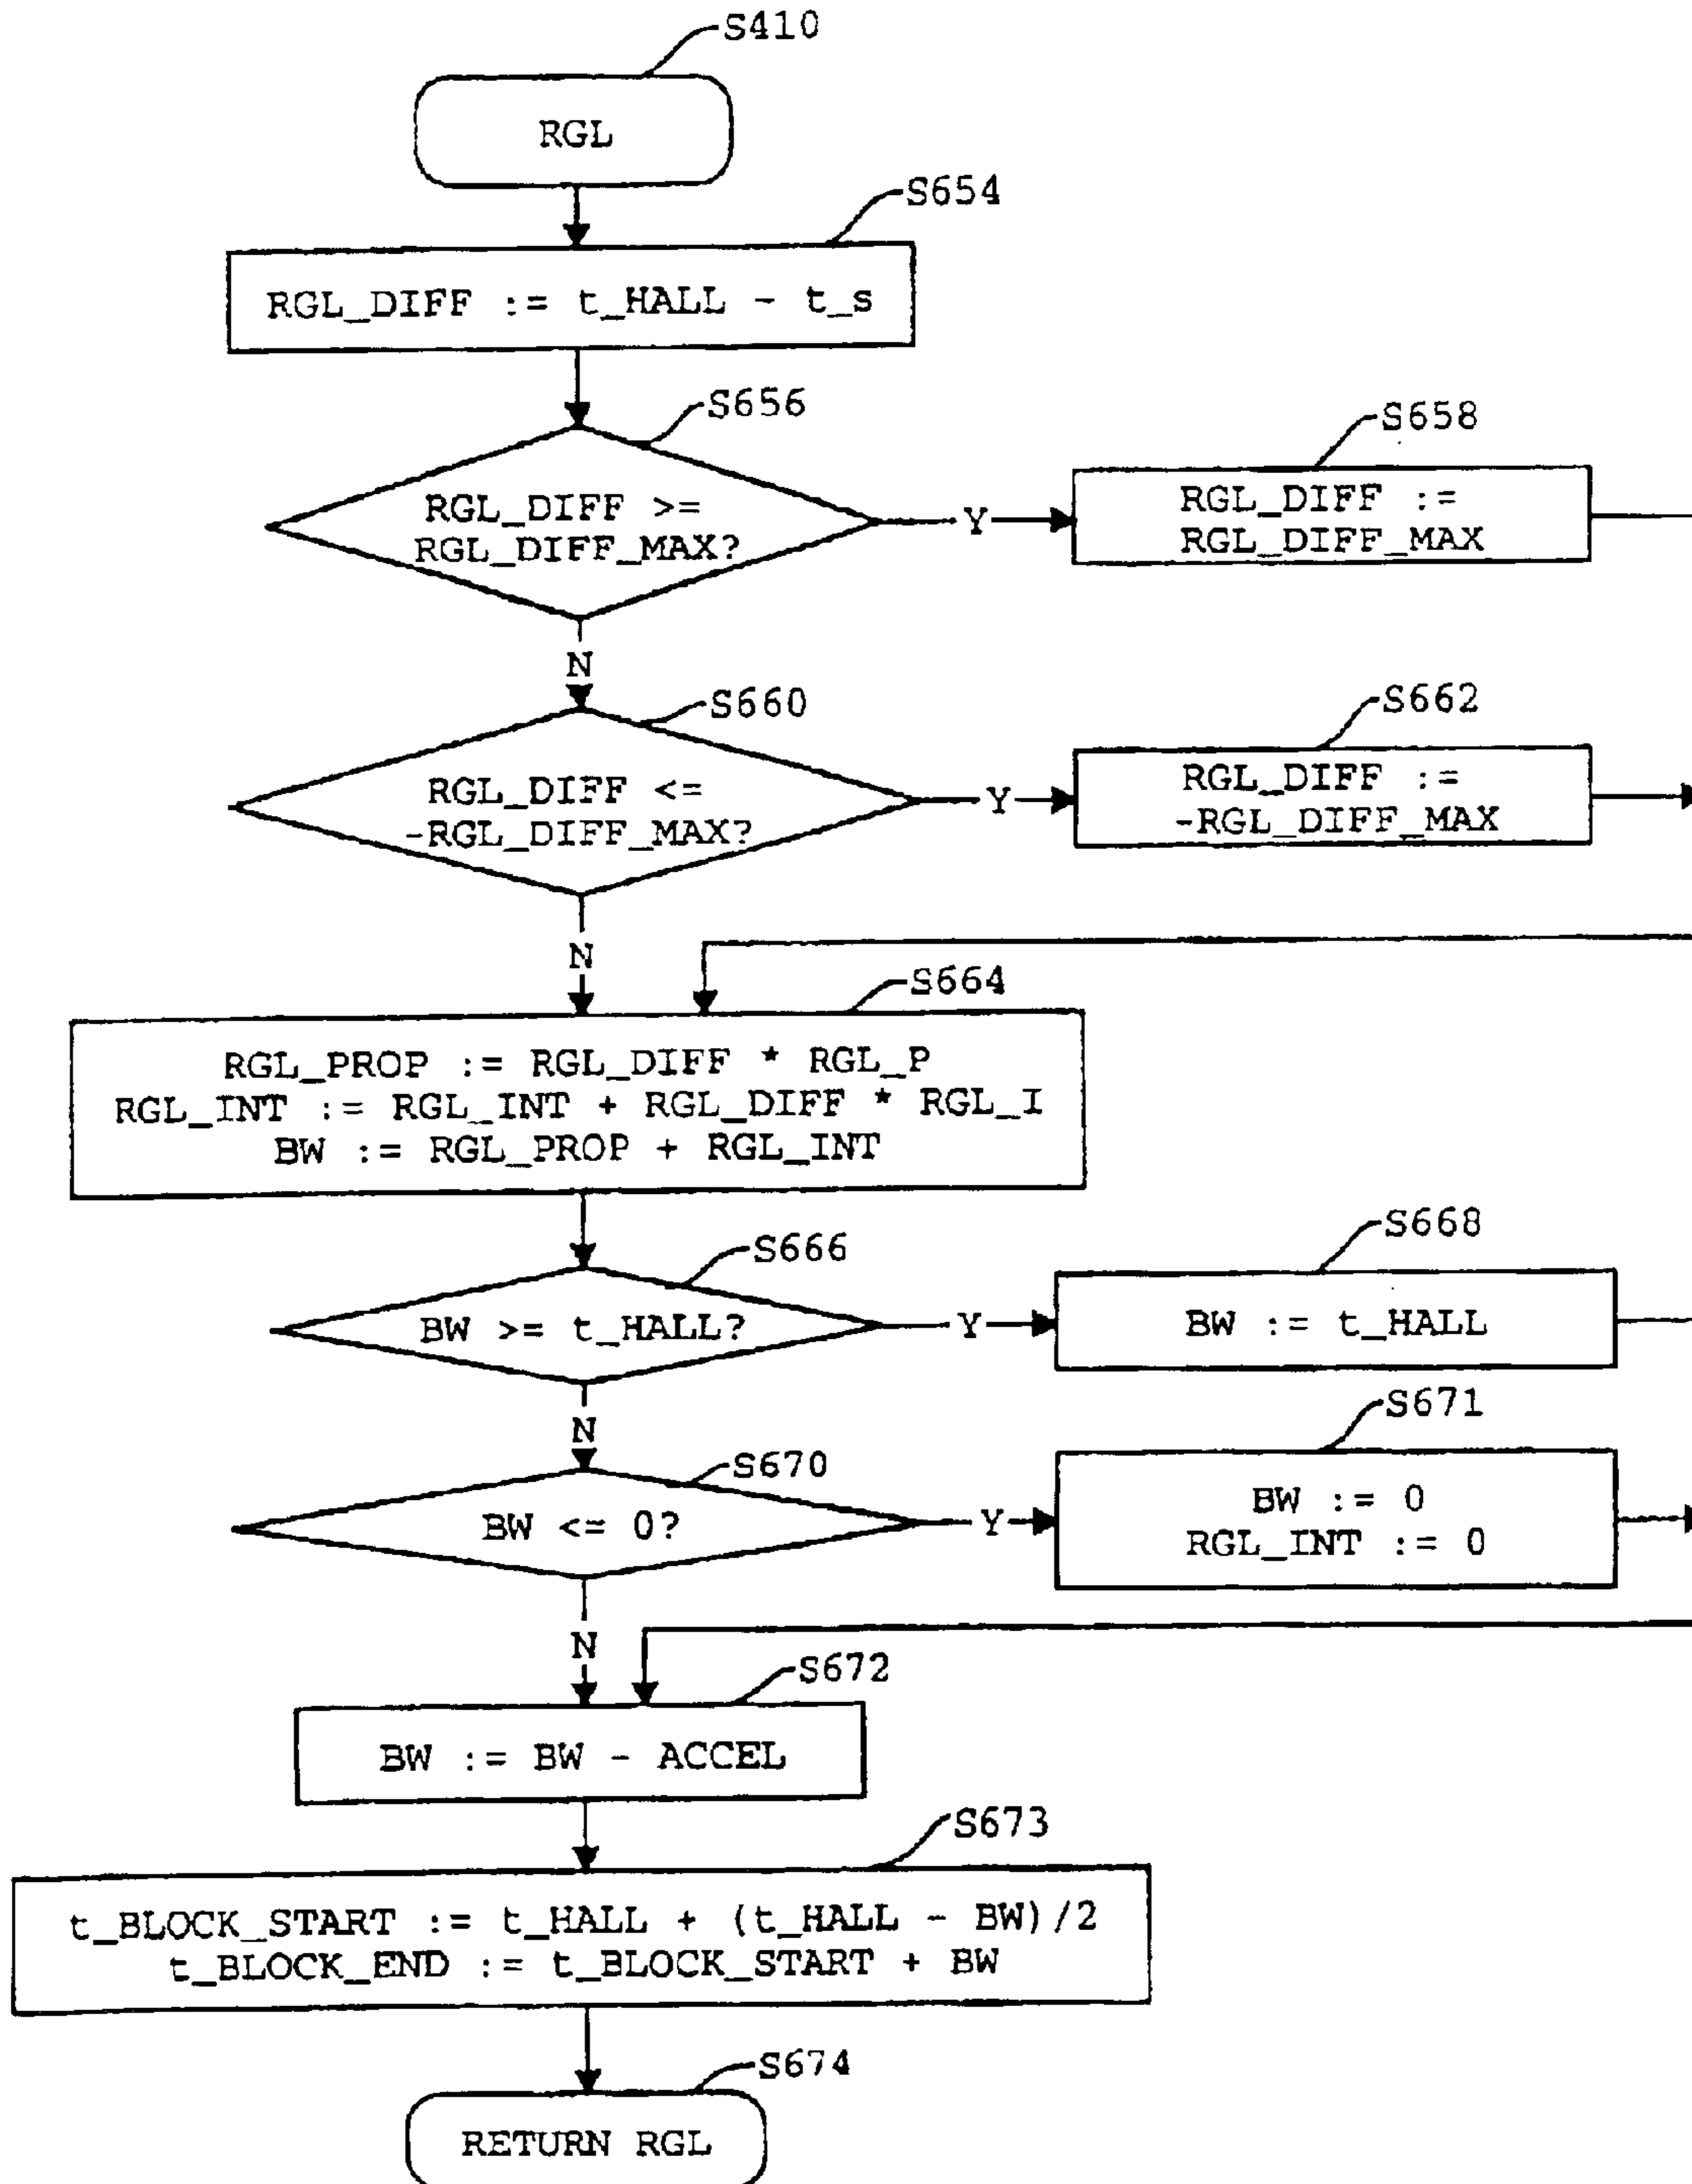 S410
RGL
S654
RGL_DIFF := t_HALL - t_s
S656
RGL_DIFF >=
RGL_DIFF_MAX?
Y
S658
RGL_DIFF :=
RGL_DIFF_MAX
N
S660
RGL_DIFF <=
-RGL_DIFF_MAX?
Y
S662
RGL_DIFF :=
-RGL_DIFF_MAX
N
S664
RGL_PROP := RGL_DIFF * RGL_P
RGL_INT := RGL_INT + RGL_DIFF * RGL_I
BW := RGL_PROP + RGL_INT
S666
BW >= t_HALL?
Y
S668
BW := t_HALL
N
S670
BW <= 0?
Y
S671
BW := 0
RGL_INT := 0
N
S672
BW := BW - ACCEL
S673
t_BLOCK_START := t_HALL + (t_HALL - BW)/2
t_BLOCK_END := t_BLOCK_START + BW
S674
RETURN RGL